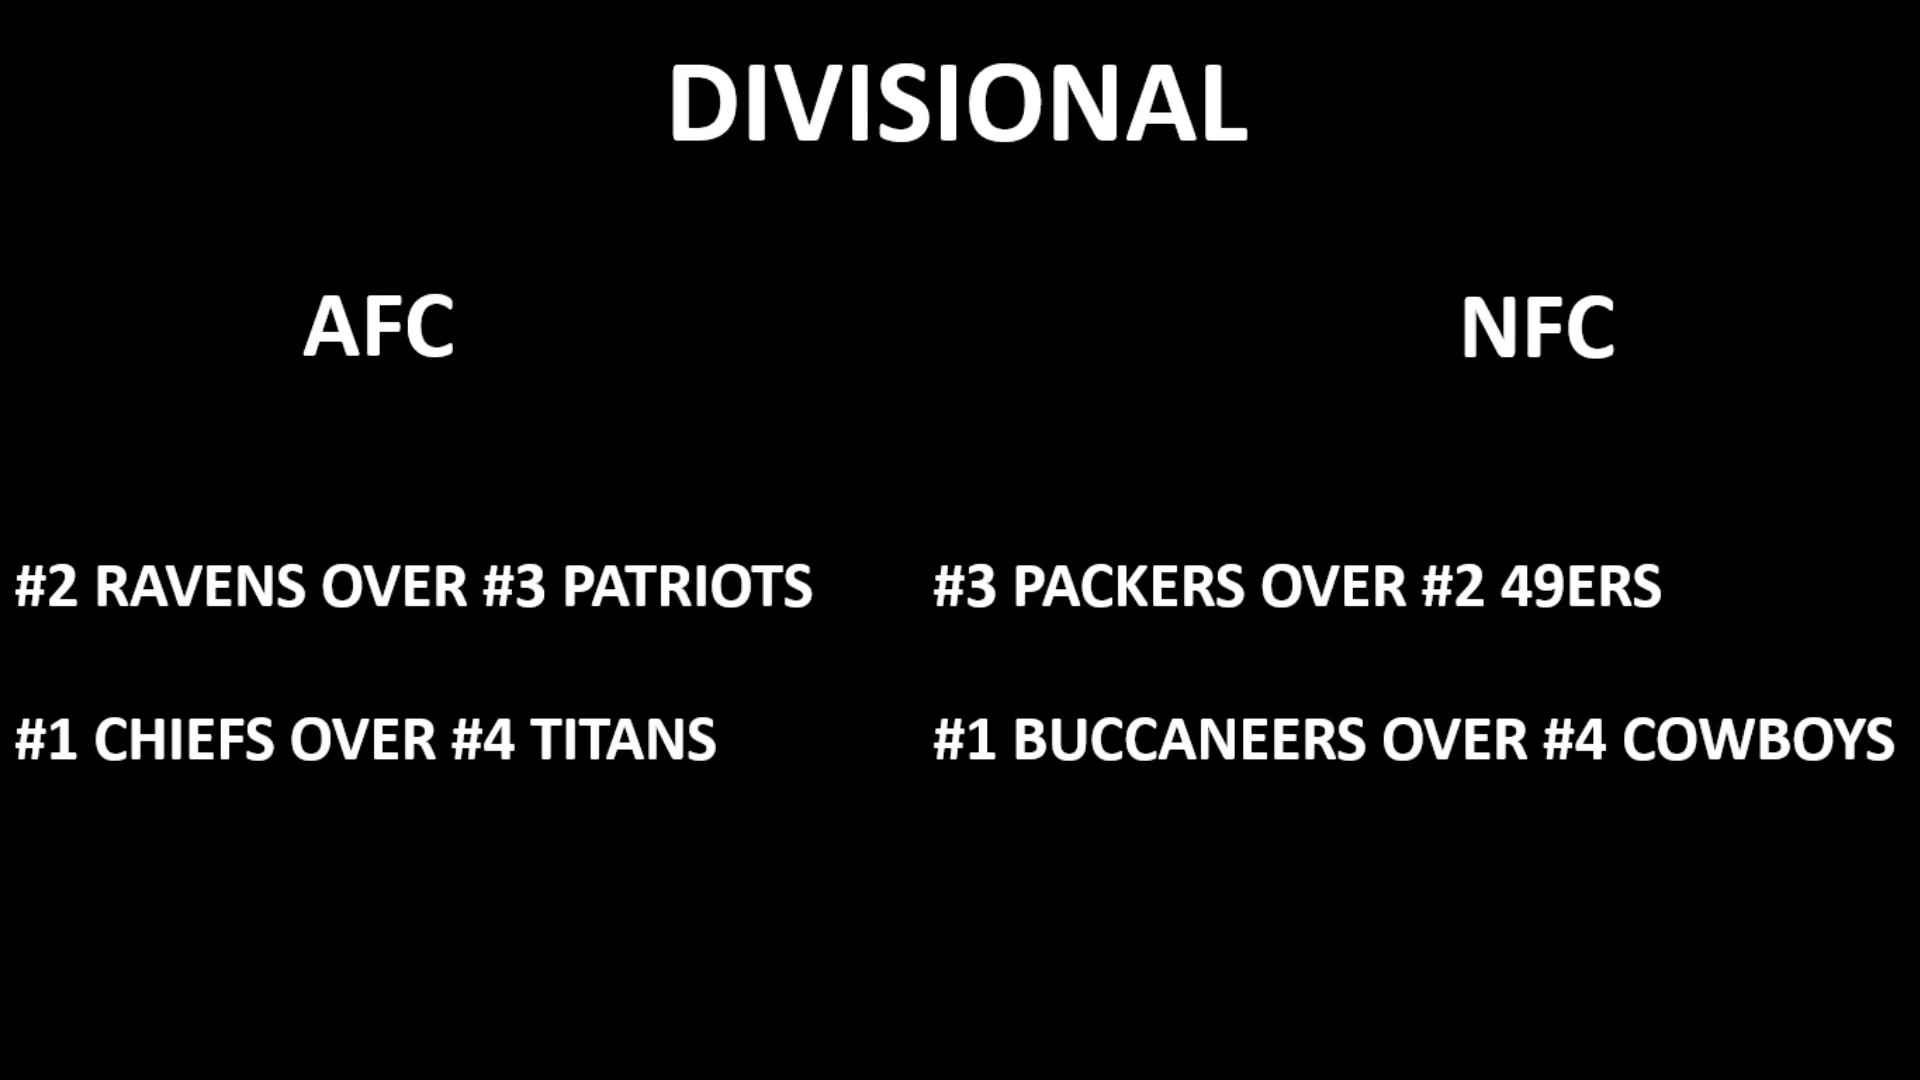 DIVISIONAL
AFC
NFC
#2 RAVENS OVER #3 PATRIOTS
#1 CHIEFS OVER #4 TITANS
#3 PACKERS OVER #2 49ERS
#1 BUCCANEERS OVER #4 COWBOYS